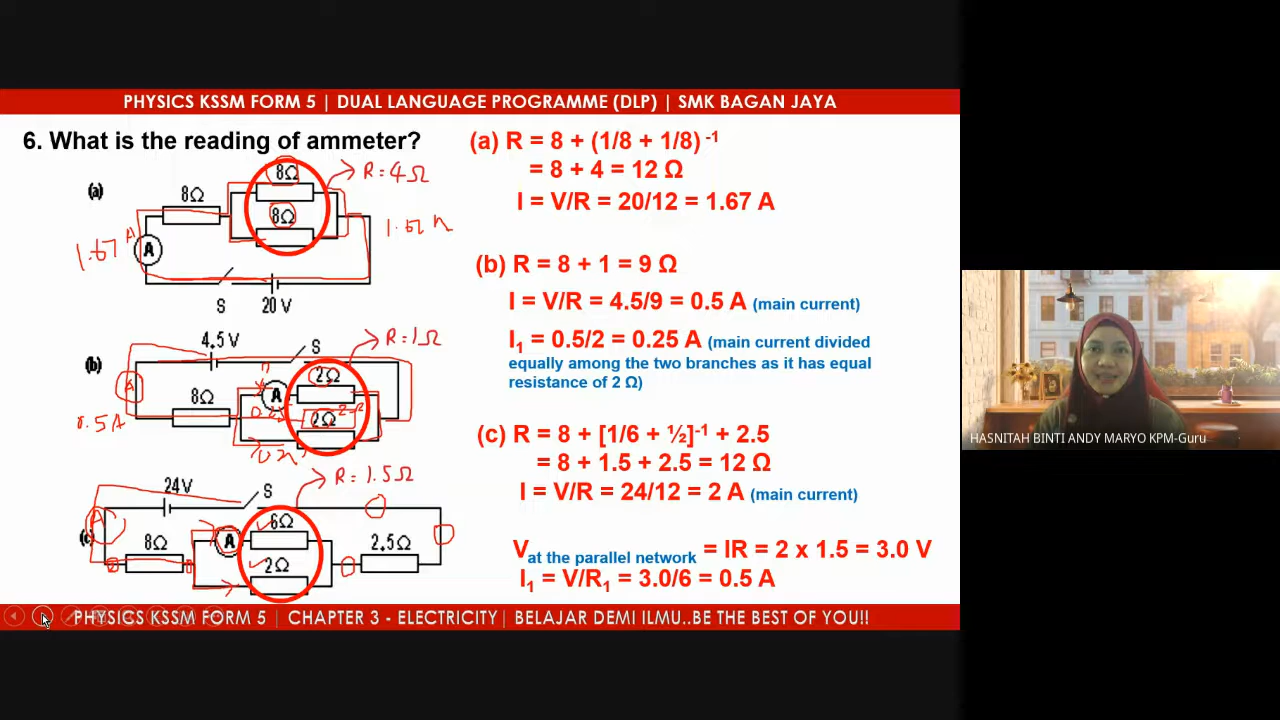 PHYSICS KSSM FORM 5 | DUAL LANGUAGE PROGRAMME (DLP) | SMK BAGAN JAYA
6. What is the reading of ammeter?
(a)
8Ω
8Ω
8Ω
R = 4Ω
A
1.67 A
S
20 V
(a) R = 8 + (1/8 + 1/8) -1
= 8 + 4 = 12 Ω
I = V/R = 20/12 = 1.67 A
(b)
4.5 V
S
R = 1Ω
2Ω
A
A
8Ω
2Ω
0.5A
(b) R = 8 + 1 = 9 Ω
I = V/R = 4.5/9 = 0.5 A (main current)
I1 = 0.5/2 = 0.25 A (main current divided
equally among the two branches as it has equal
resistance of 2 Ω)
(c)
24V
S
R = 1.5Ω
A
6Ω
A
8Ω
2Ω
2.5Ω
(c) R = 8 + [1/6 + ½]-1 + 2.5
= 8 + 1.5 + 2.5 = 12 Ω
I = V/R = 24/12 = 2 A (main current)
Vat the parallel network = IR = 2 x 1.5 = 3.0 V
I1 = V/R1 = 3.0/6 = 0.5 A
PHYSICS KSSM FORM 5 | CHAPTER 3 - ELECTRICITY| BELAJAR DEMI ILMU..BE THE BEST OF YOU!!
HASNITAH BINTI ANDY MARYO KPM-Guru